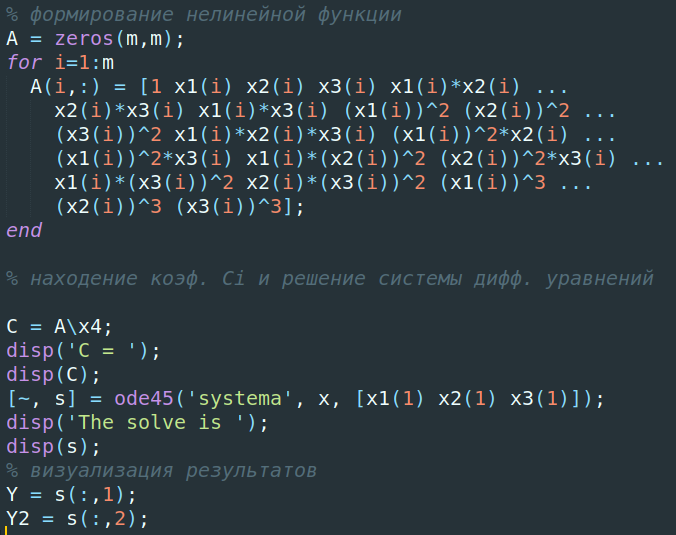 % формирование нелинейной функции
A = zeros(m,m);
for i=1:m
A(i,:) = [1 x1(i) x2(i) x3(i) x1(i)*x2(i) ...
x2(i)*x3(i) x1(i)*x3(i) (x1(i))^2 (x2(i))^2 ...
(x3(i))^2 x1(i)*x2(i)*x3(i) (x1(i))^2*x2(i) ...
(x1(i))^2*x3(i) x1(i)*(x2(i))^2 (x2(i))^2*x3(i) ...
x1(i)*(x3(i))^2 x2(i)*(x3(i))^2 (x1(i))^3 ...
(x2(i))^3 (x3(i))^3];
end
% находение коэф. Ci и решение системы дифф. уравнений
C = A\x4;
disp('C = ');
disp(C);
[~, s] = ode45('systema', x, [x1(1) x2(1) x3(1)]);
disp('The solve is ');
disp(s);
% визуализация результатов
Y = s(:,1);
Y2 = s(:,2);